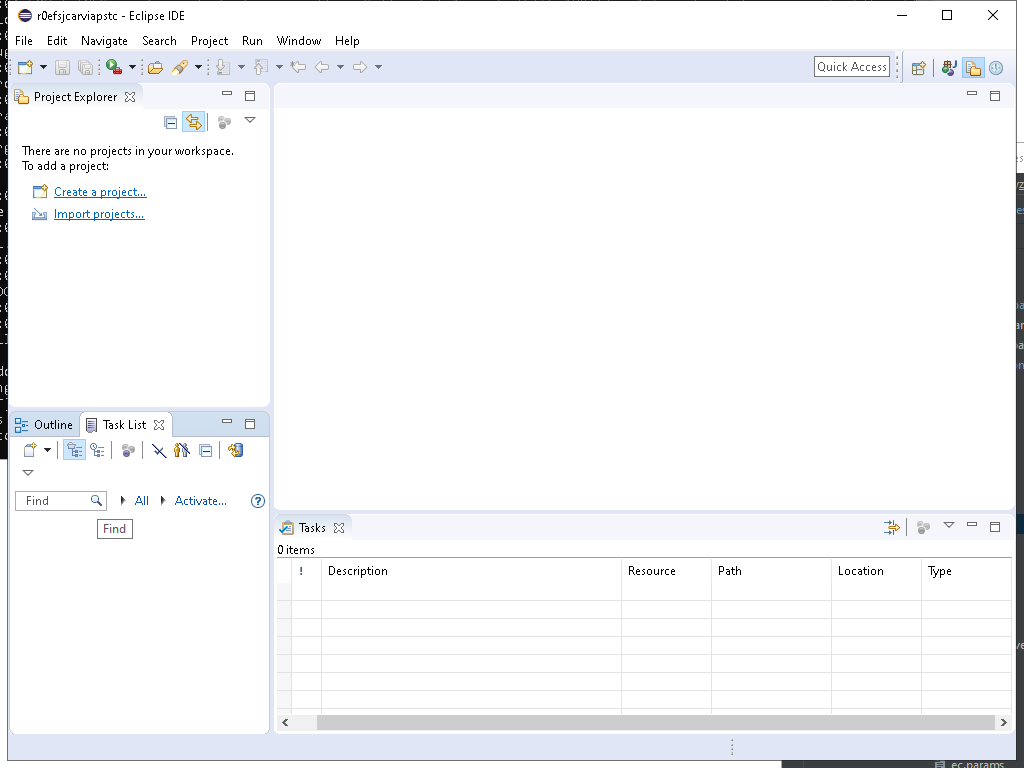 r0efsjcarviapstc - Eclipse IDE
File Edit Navigate Search Project Run Window Help
Quick Access
Project Explorer
There are no projects in your workspace.
To add a project:
Create a project...
Import projects...
Outline Task List
Find All Activate...
Find
Tasks
0 items
! Description Resource Path Location Type
ec.params